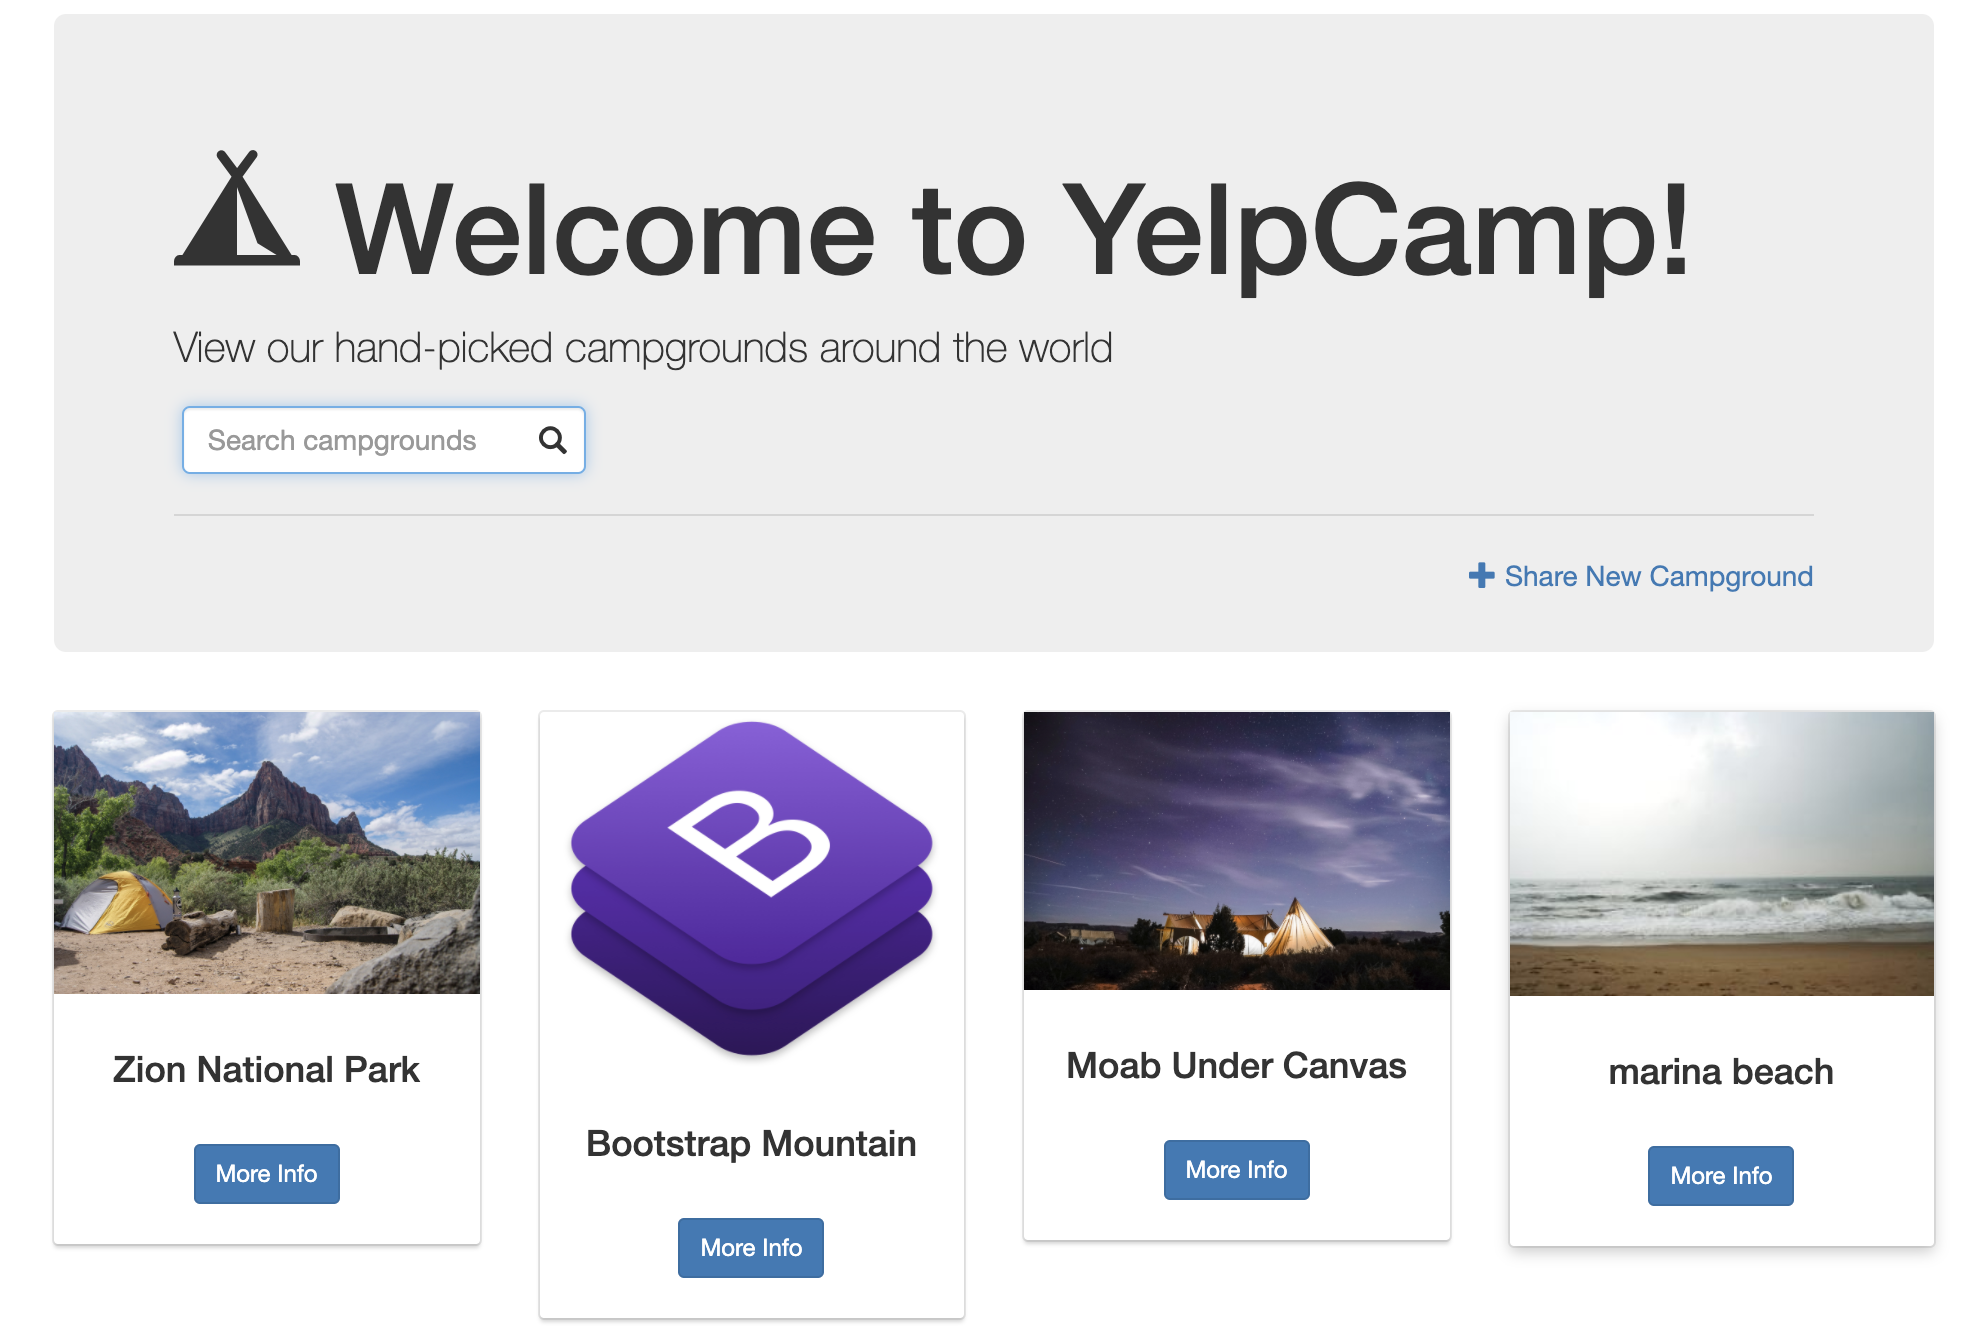 Welcome to YelpCamp!
View our hand-picked campgrounds around the world
Search campgrounds
Share New Campground
B
Zion National Park
More Info
Bootstrap Mountain
More Info
Moab Under Canvas
More Info
marina beach
More Info